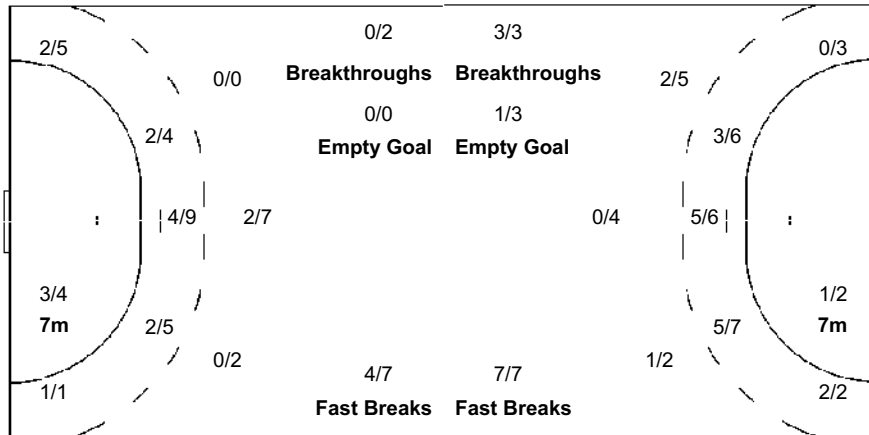 0/2 3/3
2/5 0/3
Breakthroughs Breakthroughs
0/0 2/5
0/0 1/3
2/4 3/6
Empty Goal Empty Goal
4/9 2/7 0/4 5/6
3/4 1/2
7m 2/5 5/7 7m
0/2 1/2
4/7 7/7
1/1 2/2
Fast Breaks Fast Breaks